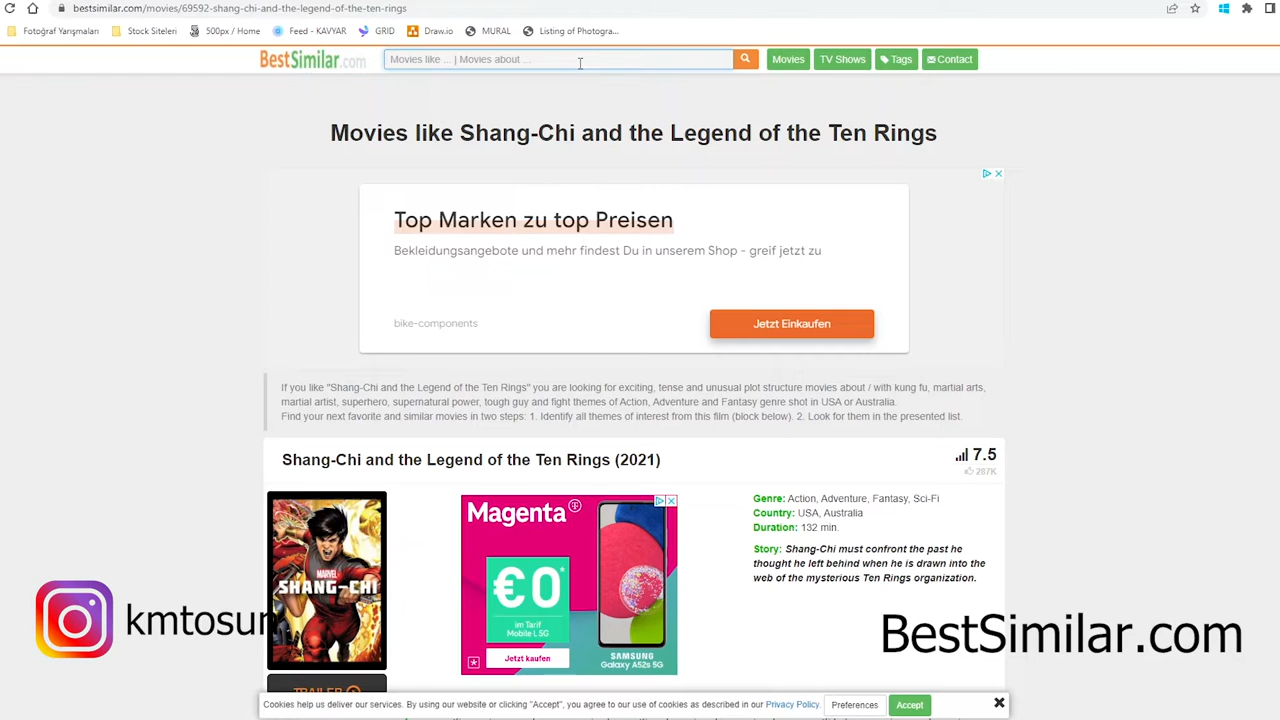 bestsimilar.com/movies/69592-shang-chi-and-the-legend-of-the-ten-rings
Fotoğraf Yarışmaları
Stock Siteleri
500px / Home
Feed - KAVYAR
GRID
Draw.io
MURAL
Listing of Photogra...
BestSimilar.com
Movies like ... | Movies about ...
Movies
TV Shows
Tags
Contact
Movies like Shang-Chi and the Legend of the Ten Rings
Top Marken zu top Preisen
Bekleidungsangebote und mehr findest Du in unserem Shop - greif jetzt zu
bike-components
Jetzt Einkaufen
If you like "Shang-Chi and the Legend of the Ten Rings" you are looking for exciting, tense and unusual plot structure movies about / with kung fu, martial arts,
martial artist, superhero, supernatural power, tough guy and fight themes of Action, Adventure and Fantasy genre shot in USA or Australia.
Find your next favorite and similar movies in two steps: 1. Identify all themes of interest from this film (block below). 2. Look for them in the presented list.
Shang-Chi and the Legend of the Ten Rings (2021)
7.5
287K
MARVEL
SHANG-CHI
TRAILER
Magenta
T
€0*
im Tarif
Mobile L 5G
Jetzt kaufen
SAMSUNG
Galaxy A52s 5G
Genre: Action, Adventure, Fantasy, Sci-Fi
Country: USA, Australia
Duration: 132 min.
Story: Shang-Chi must confront the past he
thought he left behind when he is drawn into the
web of the mysterious Ten Rings organization.
kmtosun
BestSimilar.com
Cookies help us deliver our services. By using our website or clicking "Accept", you agree to our use of cookies as described in our Privacy Policy.
Preferences
Accept